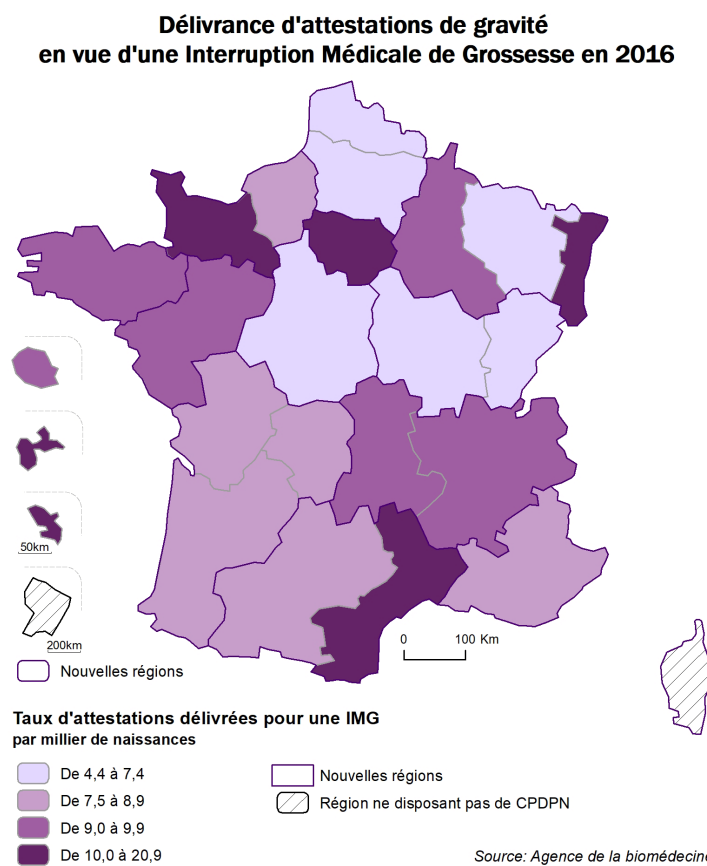 Délivrance d'attestations de gravité
en vue d'une Interruption Médicale de Grossesse en 2016
50km
200km
0 100 Km
Nouvelles régions
Taux d'attestations délivrées pour une IMG
par millier de naissances
De 4,4 à 7,4
De 7,5 à 8,9
De 9,0 à 9,9
De 10,0 à 20,9
Nouvelles régions
Région ne disposant pas de CPDPN
Source: Agence de la biomédecine